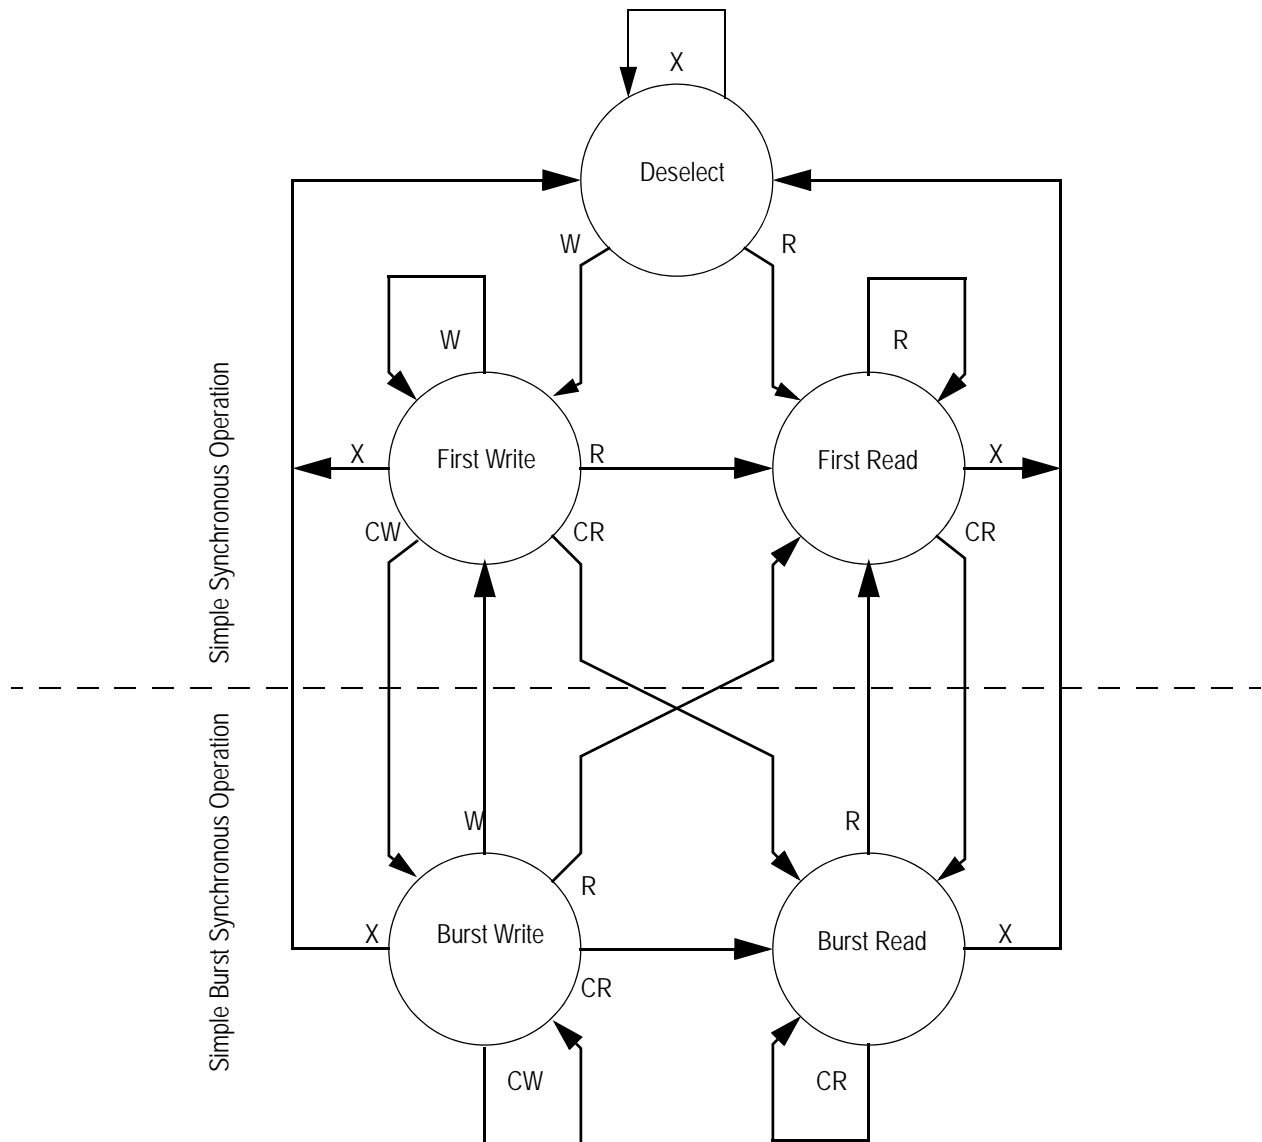 X
Deselect
W
R
W
R
Simple Synchronous Operation
X
First Write
R
First Read
X
CW
CR
CR
Simple Burst Synchronous Operation
W
R
R
X
Burst Write
Burst Read
X
CR
CW
CR